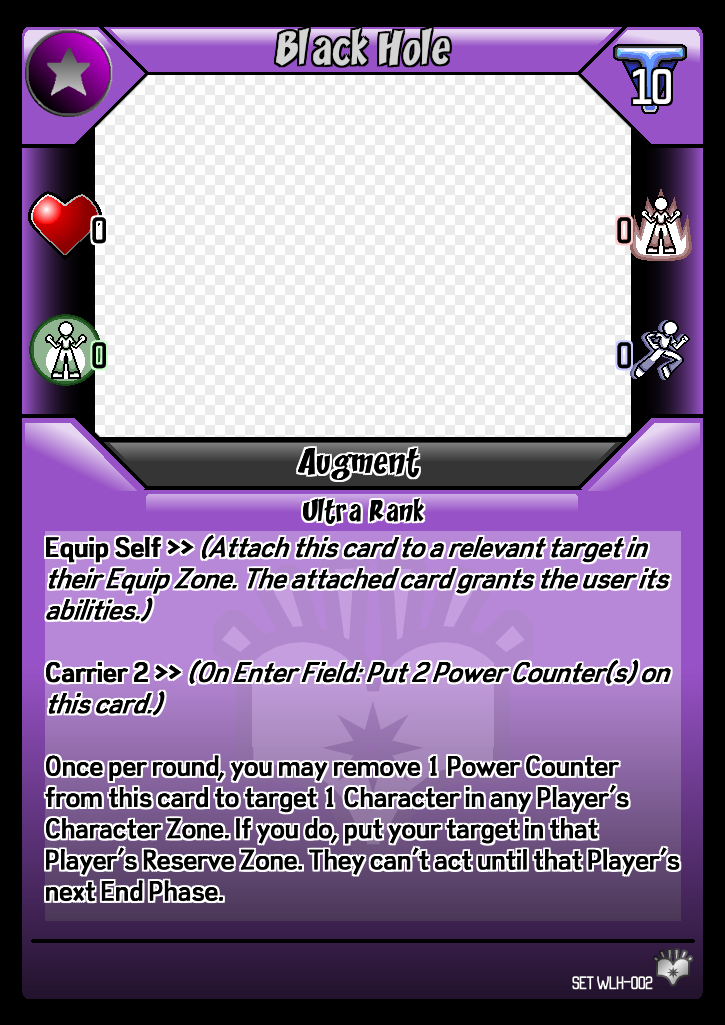 Black Hole
10
0
0
0
0
Augment
Ultra Rank
Equip Self >> (Attach this card to a relevant target in
their Equip Zone. The attached card grants the user its
abilities.)
Carrier 2 >> (On Enter Field: Put 2 Power Counter(s) on
this card.)
Once per round, you may remove 1 Power Counter
from this card to target 1 Character in any Player's
Character Zone. If you do, put your target in that
Player's Reserve Zone. They can't act until that Player's
next End Phase.
SET WLH-002